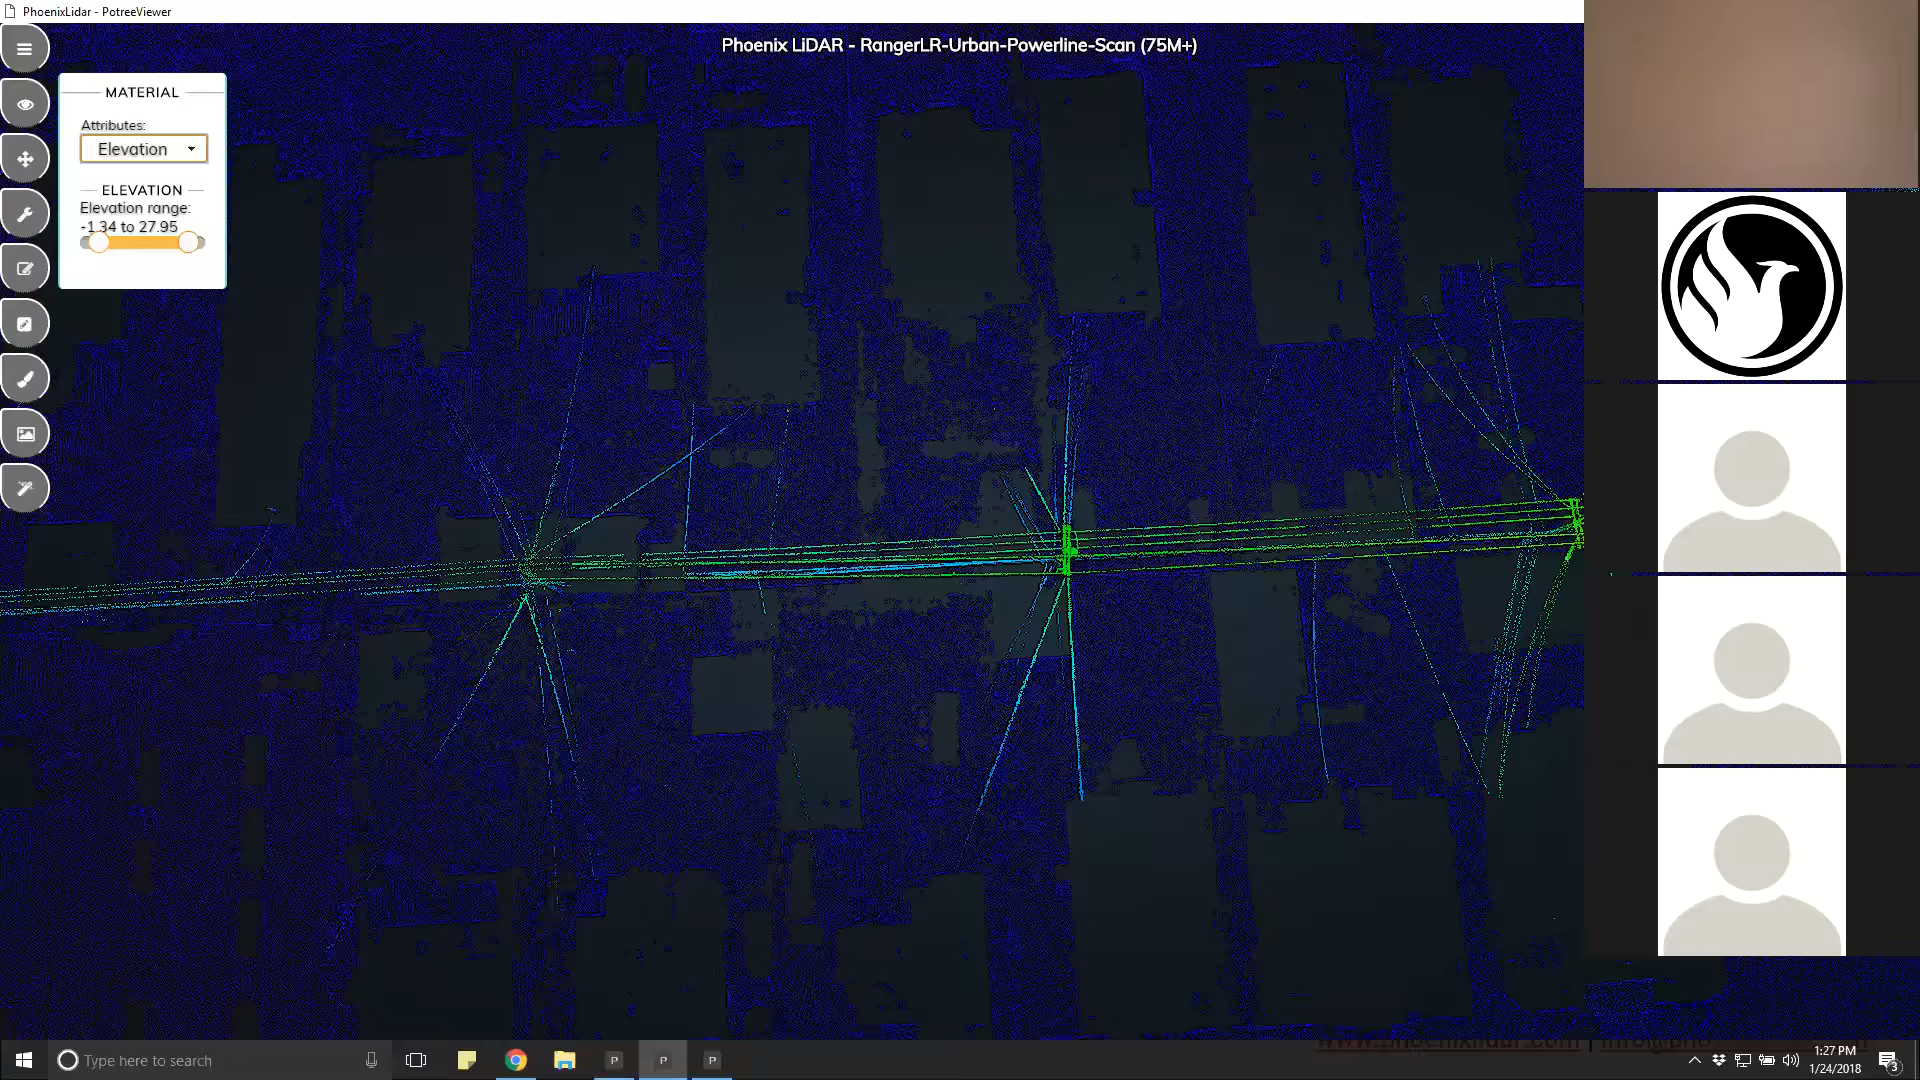 PhoenixLidar - PotreeViewer
Phoenix LiDAR - RangerLR-Urban-Powerline-Scan (75M+)
MATERIAL
Attributes:
Elevation
ELEVATION
Elevation range:
-1.34 to 27.95
Type here to search
P
P
P
1:27 PM
1/24/2018
3